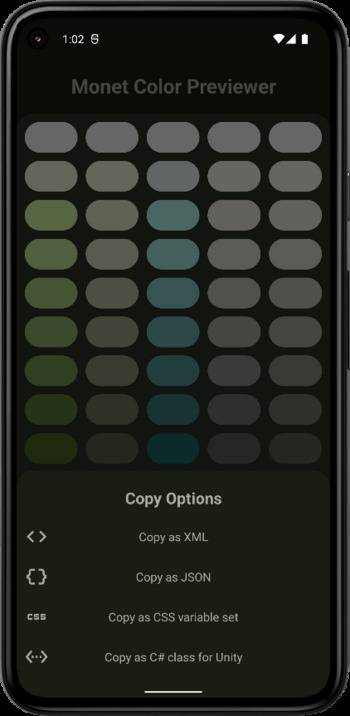 1:02
Monet Color Previewer
Copy Options
Copy as XML
Copy as JSON
css Copy as CSS variable set
Copy as C# class for Unity